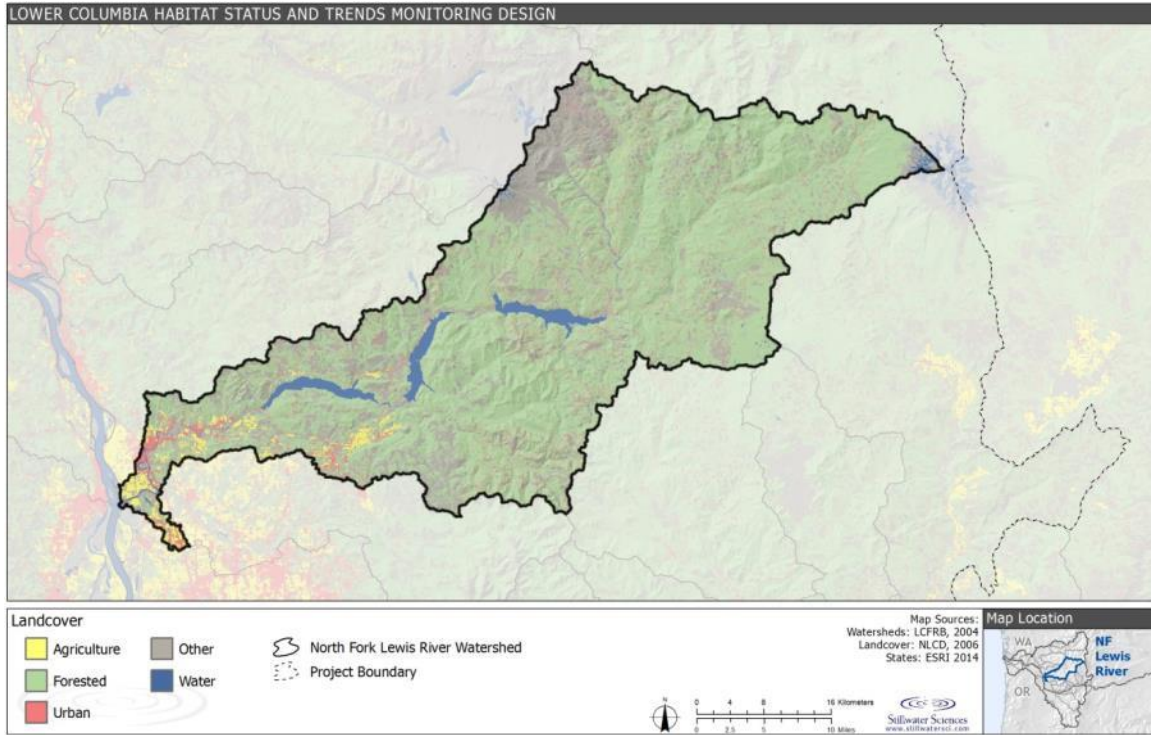 LOWER COLUMBIA HABITAT STATUS AND TRENDS MONITORING DESIGN
Landcover
Agriculture
Forested
Urban
Other
Water
North Fork Lewis River Watershed
Project Boundary
Map Sources:
Watersheds: LCFRB, 2004
Landcover: NLCD, 2006
States: ESRI 2014
N
0 4 8 16 Kilometers
0 2.5 5 10 Miles
Stillwater Sciences
www.stillwatersci.com
Map Location
WA
OR
NF
Lewis
River